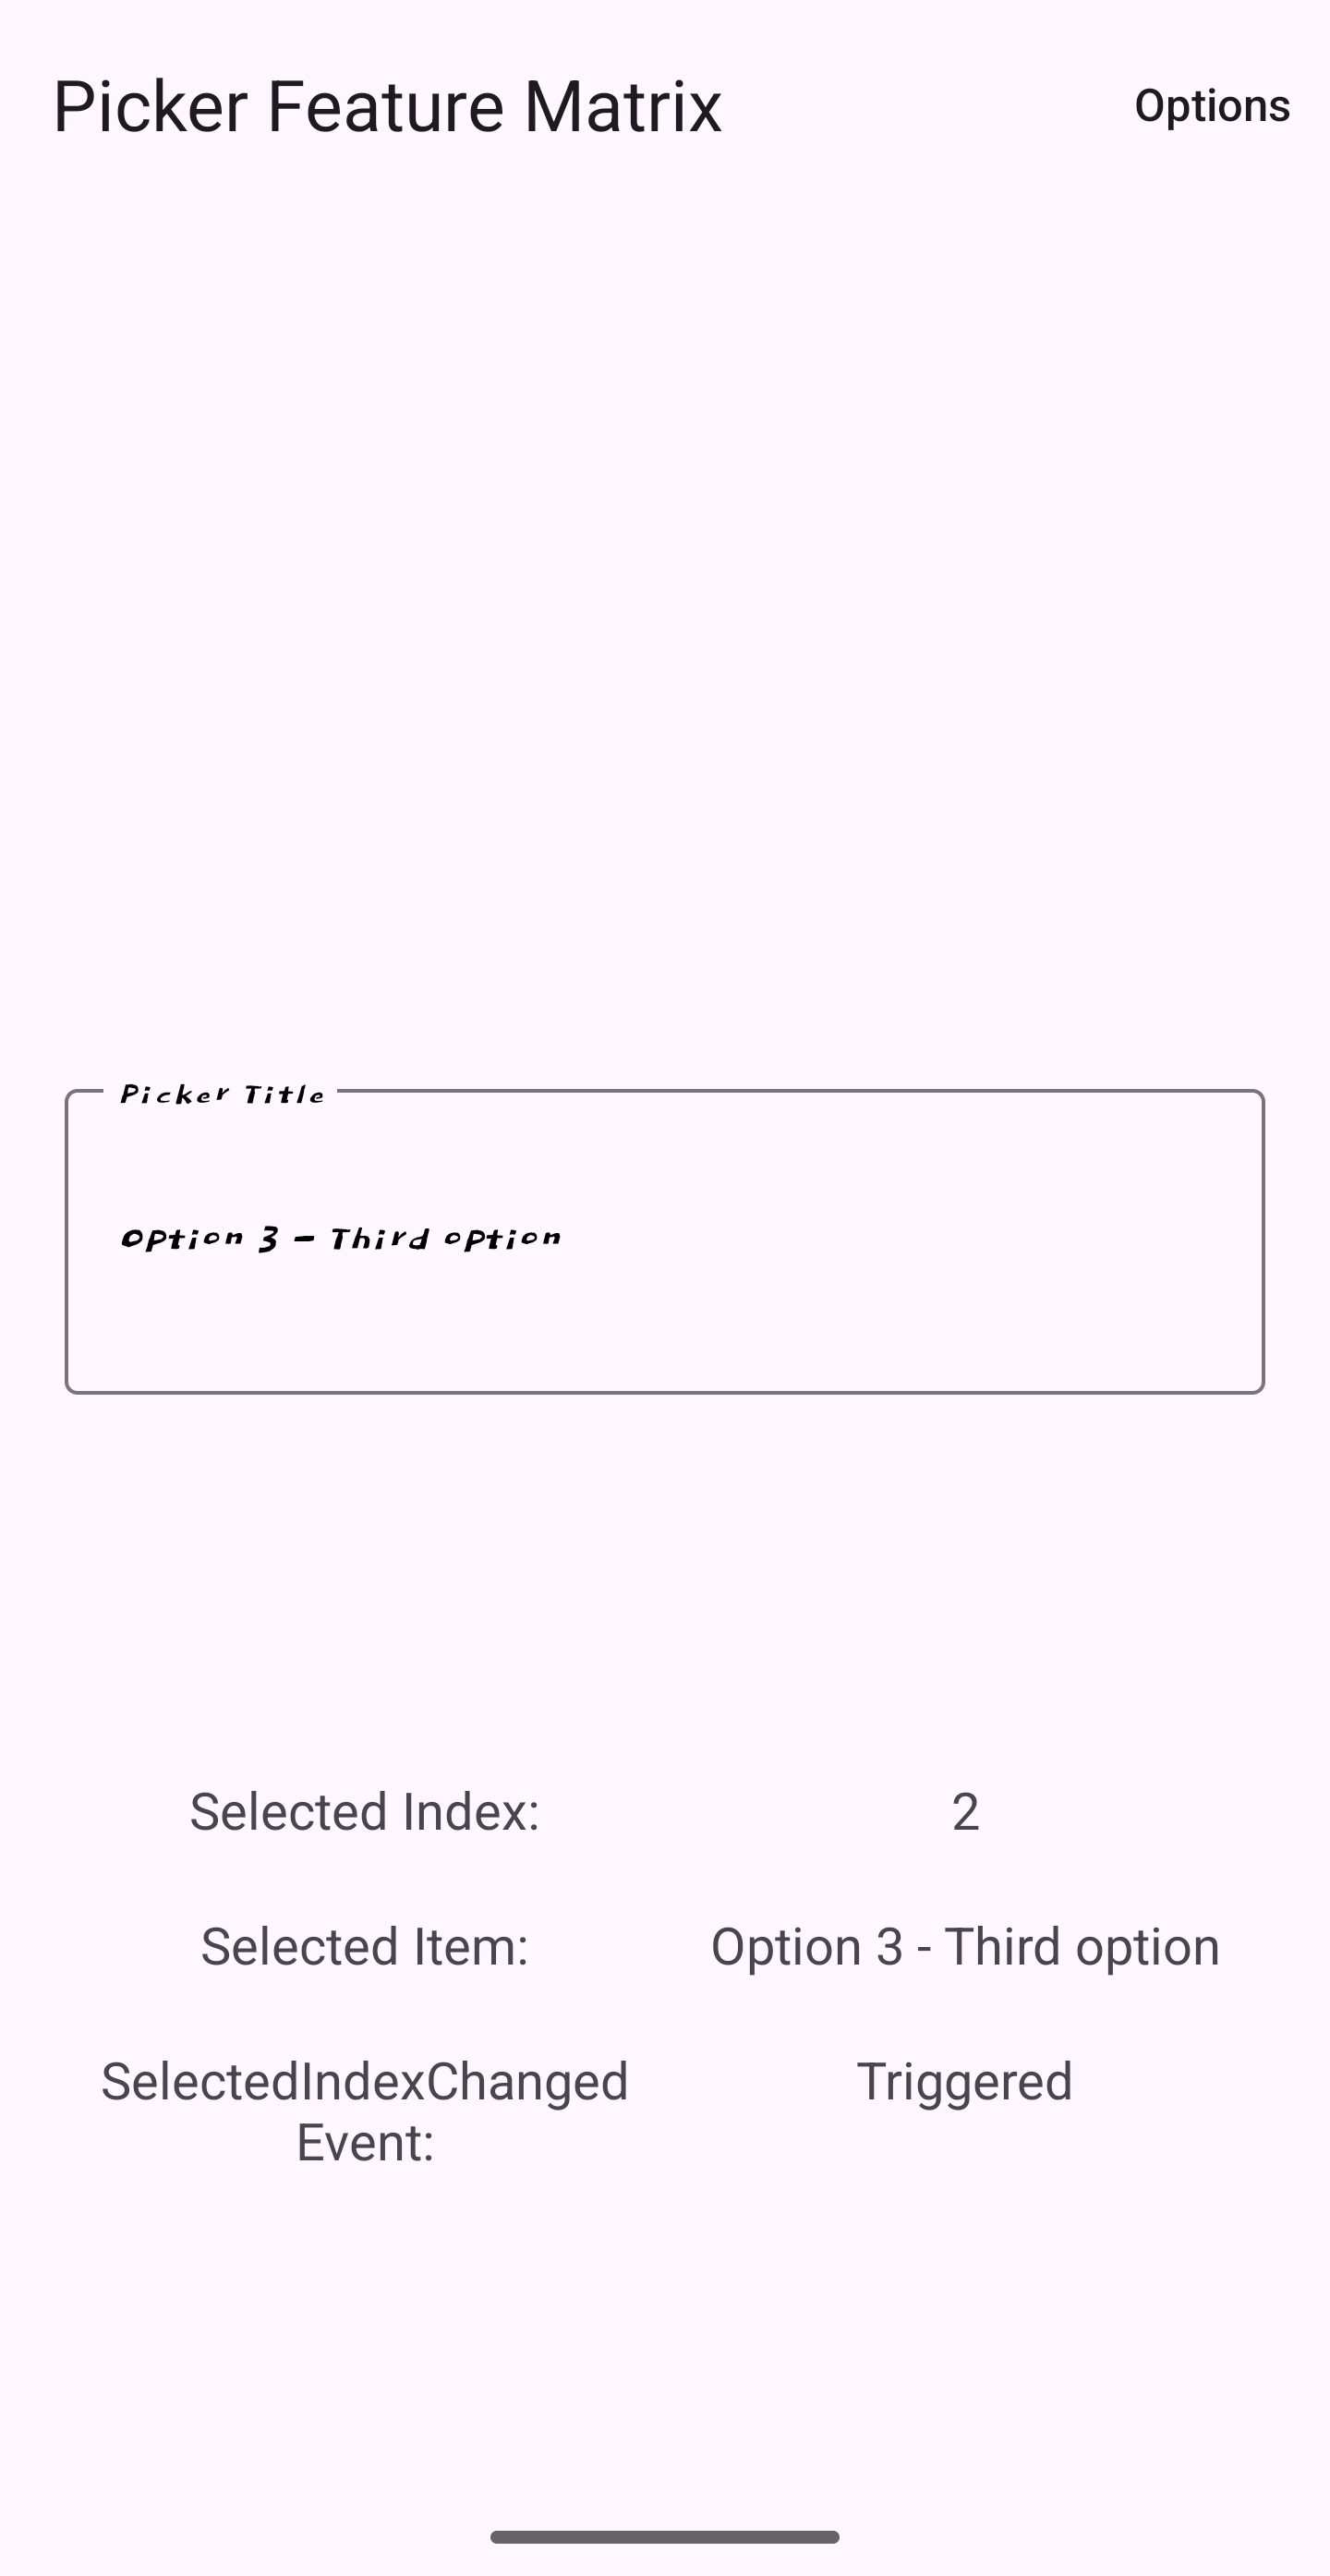 Picker Feature Matrix
Options
Picker Title
Option 3 - Third option
Selected Index:
2
Selected Item:
Option 3 - Third option
SelectedIndexChanged
Event:
Triggered